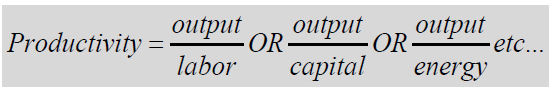 Productivity = output/labor OR output/capital OR output/energy etc...